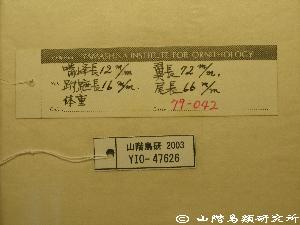 YAMASHINA INSTITUTE FOR ORNITHOLOGY
嘴峰長12 m/m 翼長72 m/m.
跗蹠長16 m/m. 尾長66 m/m
体重
79-042
山階鳥研 2003
YIO-47626
© 山階鳥類研究所